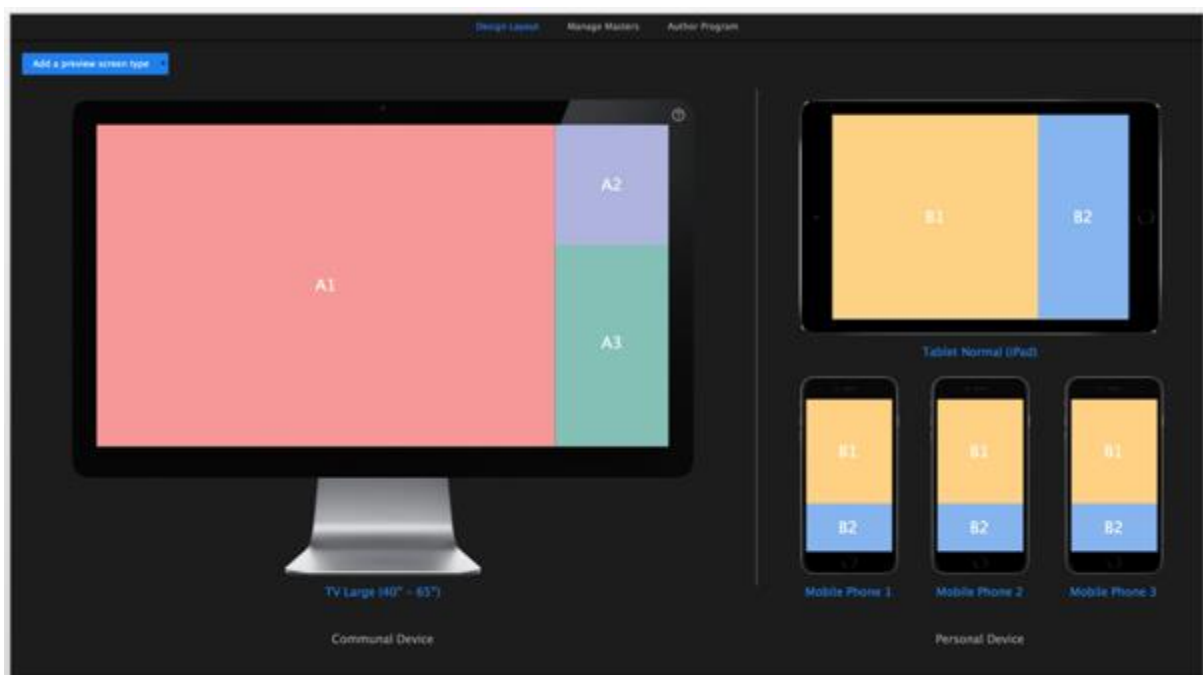 Design Layout Manage Masters Author Program
Add a preview screen type
A1
A2
A3
B1
B2
Tablet Normal (iPad)
B1
B2
B1
B2
B1
B2
TV Large (40" - 65")
Mobile Phone 1
Mobile Phone 2
Mobile Phone 3
Communal Device
Personal Device